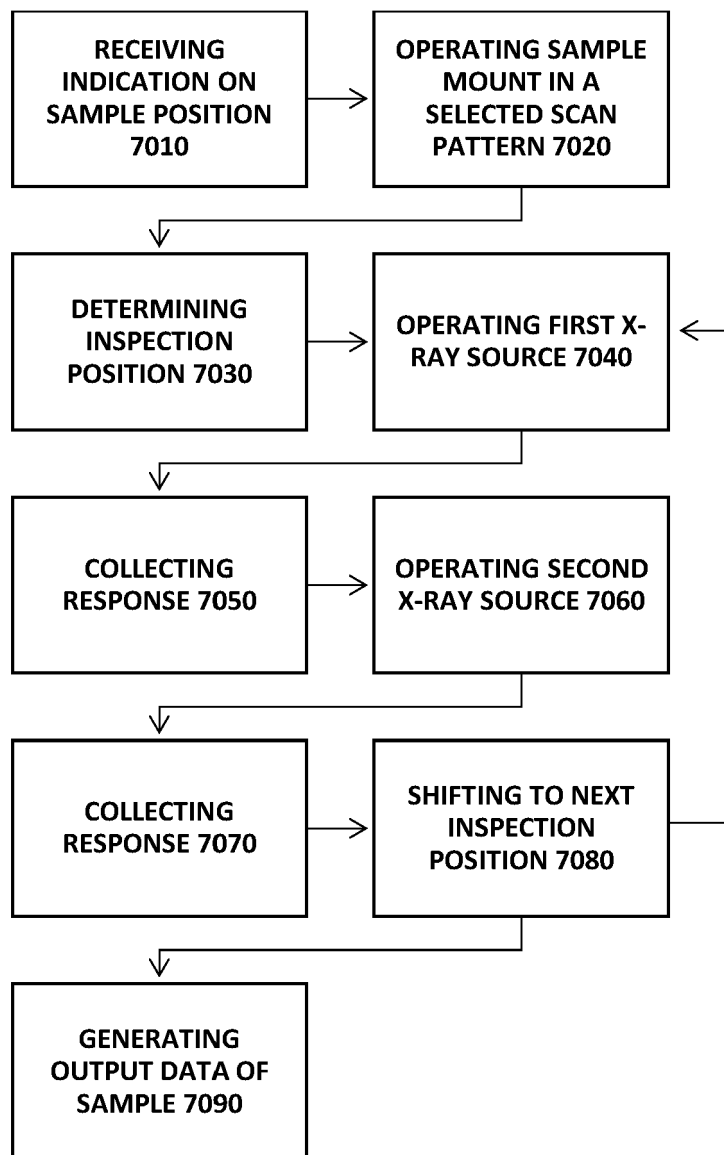 RECEIVING
INDICATION ON
SAMPLE POSITION
7010
OPERATING SAMPLE
MOUNT IN A
SELECTED SCAN
PATTERN 7020
DETERMINING
INSPECTION
POSITION 7030
OPERATING FIRST X-
RAY SOURCE 7040
COLLECTING
RESPONSE 7050
OPERATING SECOND
X-RAY SOURCE 7060
COLLECTING
RESPONSE 7070
SHIFTING TO NEXT
INSPECTION
POSITION 7080
GENERATING
OUTPUT DATA OF
SAMPLE 7090